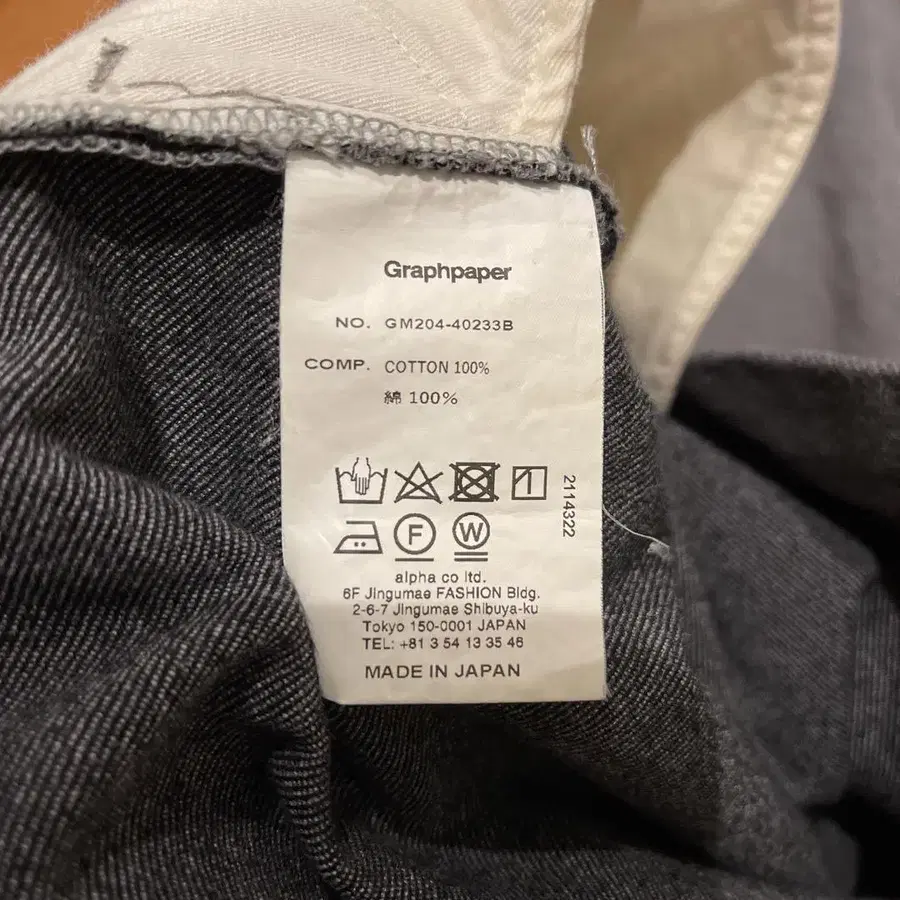 Graphpaper
NO. GM204-40233B
COMP. COTTON 100%
綿 100%
2114322
F
W
alpha co ltd.
6F Jingumae FASHION Bldg.
2-6-7 Jingumae Shibuya-ku
Tokyo 150-0001 JAPAN
TEL: +81 3 54 13 35 46
MADE IN JAPAN